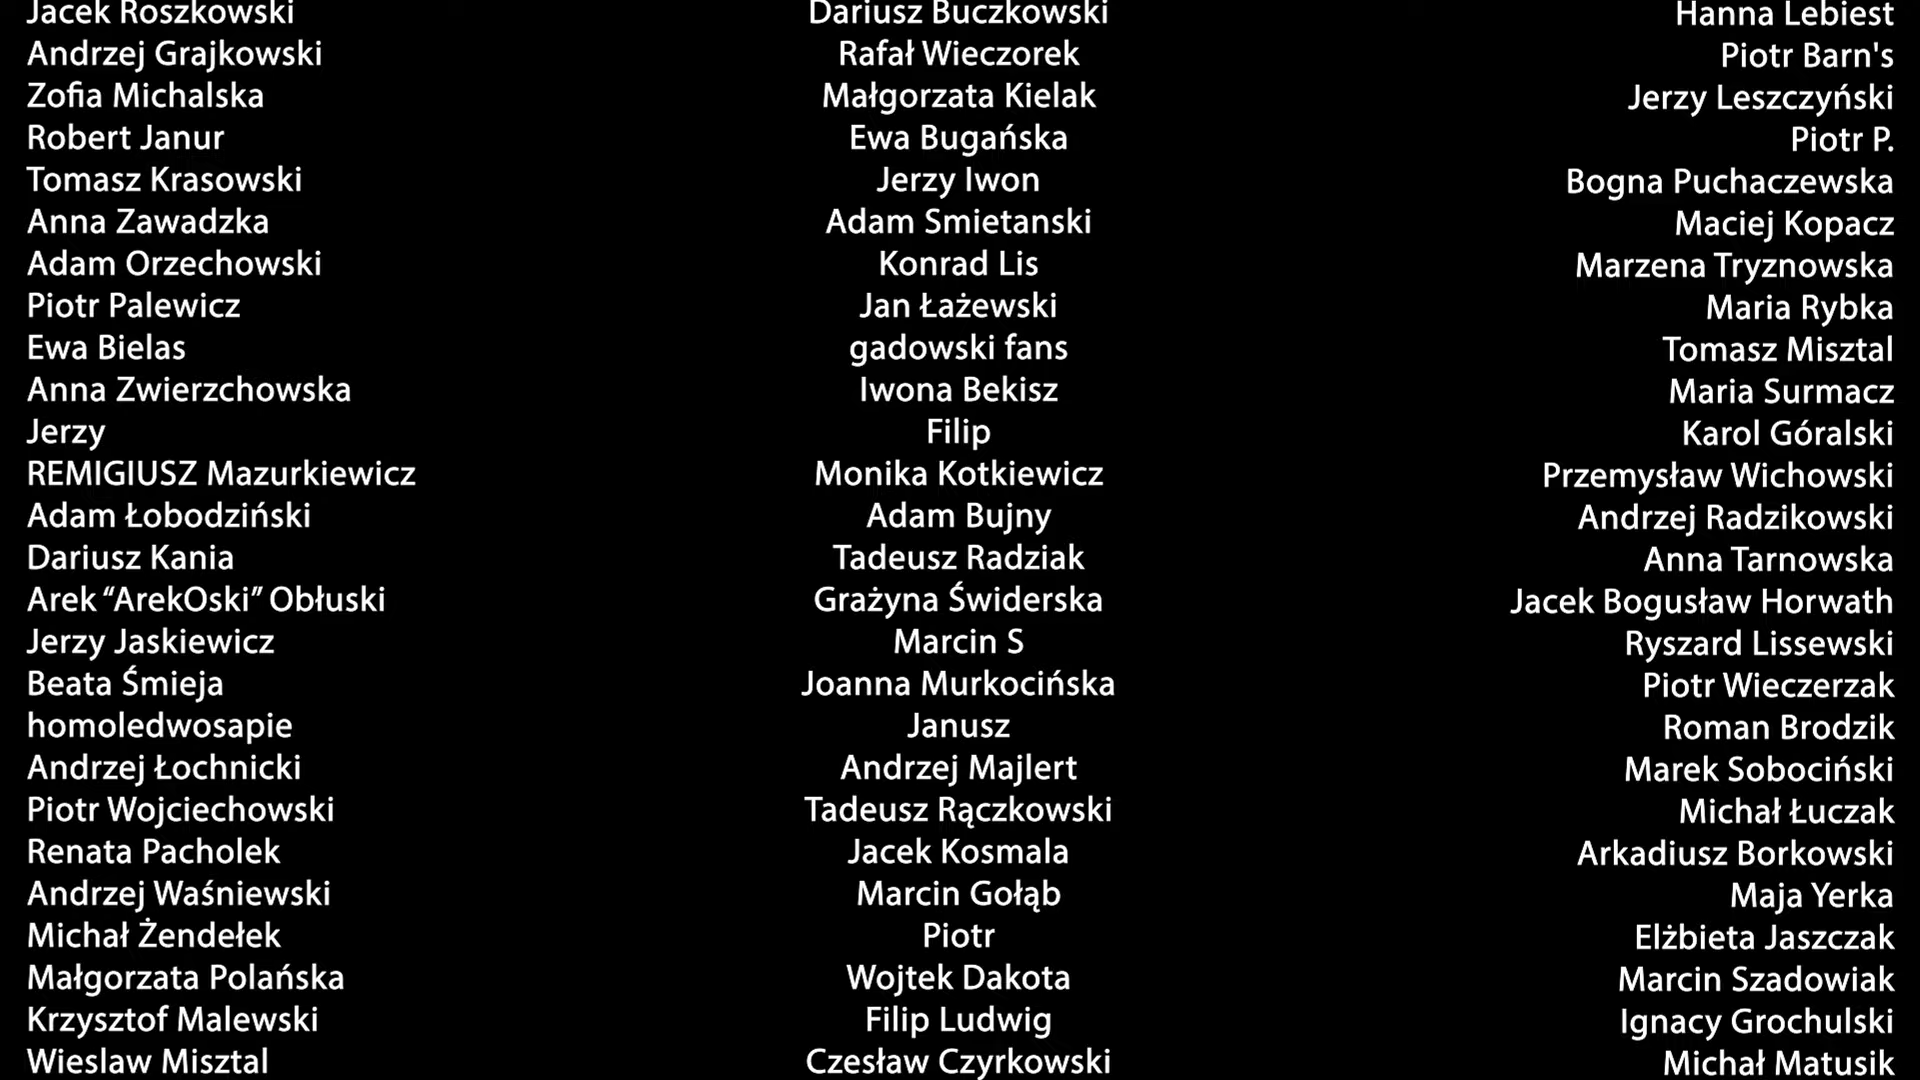 Jacek Roszkowski
Andrzej Grajkowski
Zofia Michalska
Robert Janur
Tomasz Krasowski
Anna Zawadzka
Adam Orzechowski
Piotr Palewicz
Ewa Bielas
Anna Zwierzchowska
Jerzy
REMIGIUSZ Mazurkiewicz
Adam Łobodziński
Dariusz Kania
Arek “ArekOski” Obłuski
Jerzy Jaskiewicz
Beata Śmieja
homoledwosapie
Andrzej Łochnicki
Piotr Wojciechowski
Renata Pacholek
Andrzej Waśniewski
Michał Żendełek
Małgorzata Polańska
Krzysztof Malewski
Wieslaw Misztal
Dariusz Buczkowski
Rafał Wieczorek
Małgorzata Kielak
Ewa Bugańska
Jerzy Iwon
Adam Smietanski
Konrad Lis
Jan Łażewski
gadowski fans
Iwona Bekisz
Filip
Monika Kotkiewicz
Adam Bujny
Tadeusz Radziak
Grażyna Świderska
Marcin S
Joanna Murkocińska
Janusz
Andrzej Majlert
Tadeusz Rączkowski
Jacek Kosmala
Marcin Gołąb
Piotr
Wojtek Dakota
Filip Ludwig
Czesław Czyrkowski
Hanna Lebiest
Piotr Barn's
Jerzy Leszczyński
Piotr P.
Bogna Puchaczewska
Maciej Kopacz
Marzena Tryznowska
Maria Rybka
Tomasz Misztal
Maria Surmacz
Karol Góralski
Przemysław Wichowski
Andrzej Radzikowski
Anna Tarnowska
Jacek Bogusław Horwath
Ryszard Lissewski
Piotr Wieczerzak
Roman Brodzik
Marek Sobociński
Michał Łuczak
Arkadiusz Borkowski
Maja Yerka
Elżbieta Jaszczak
Marcin Szadowiak
Ignacy Grochulski
Michał Matusik